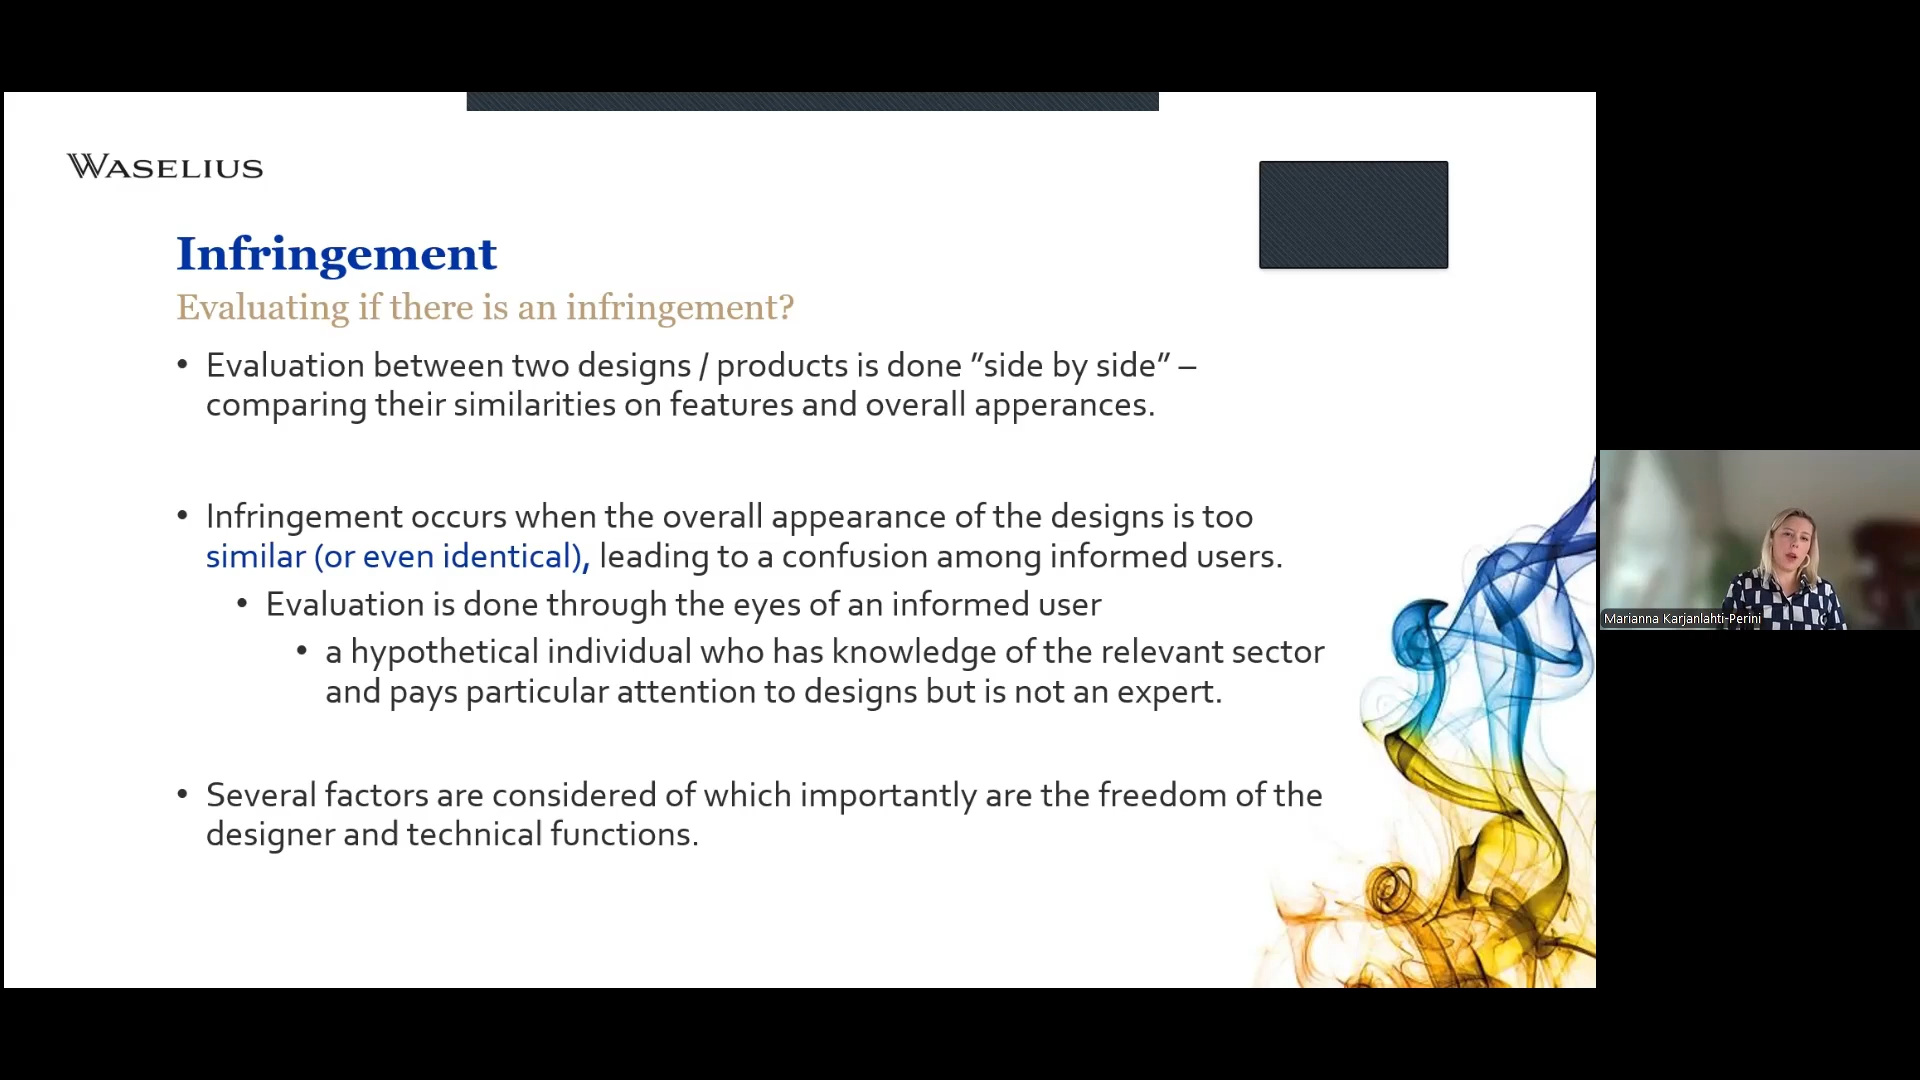 WASELIUS
Infringement
Evaluating if there is an infringement?
• Evaluation between two designs / products is done ”side by side” –
comparing their similarities on features and overall apperances.
• Infringement occurs when the overall appearance of the designs is too
similar (or even identical), leading to a confusion among informed users.
• Evaluation is done through the eyes of an informed user
• a hypothetical individual who has knowledge of the relevant sector
and pays particular attention to designs but is not an expert.
• Several factors are considered of which importantly are the freedom of the
designer and technical functions.
Marianna Karjanlahti-Perini